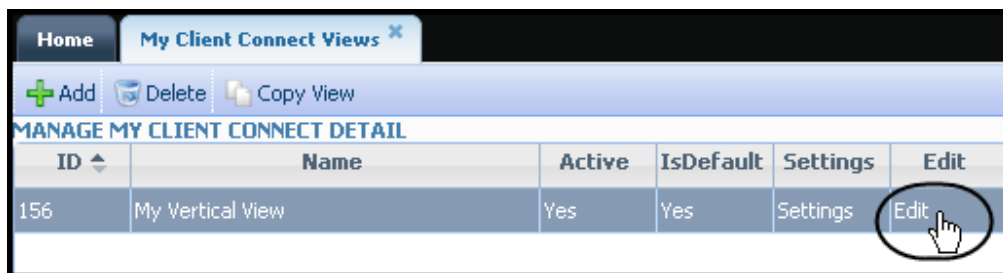 Home My Client Connect Views
Add Delete Copy View
MANAGE MY CLIENT CONNECT DETAIL
ID Name Active IsDefault Settings Edit
156 My Vertical View Yes Yes Settings Edit